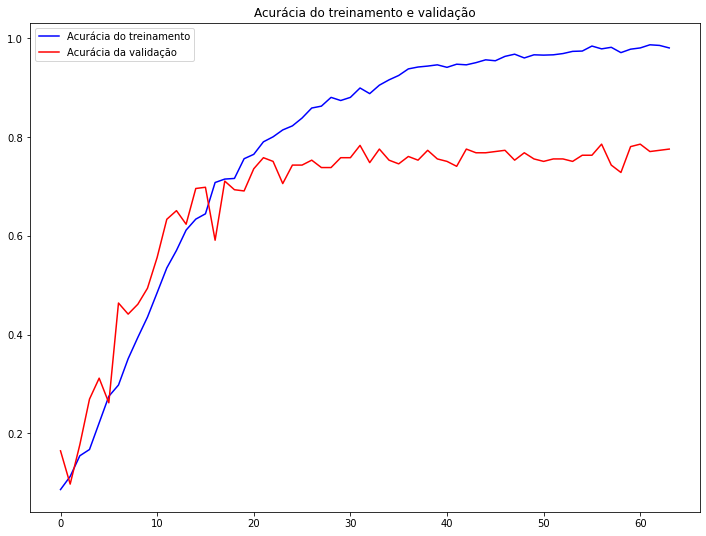 Acurácia do treinamento e validação
Acurácia do treinamento
Acurácia da validação
1.0
0.8
0.6
0.4
0.2
0 10 20 30 40 50 60